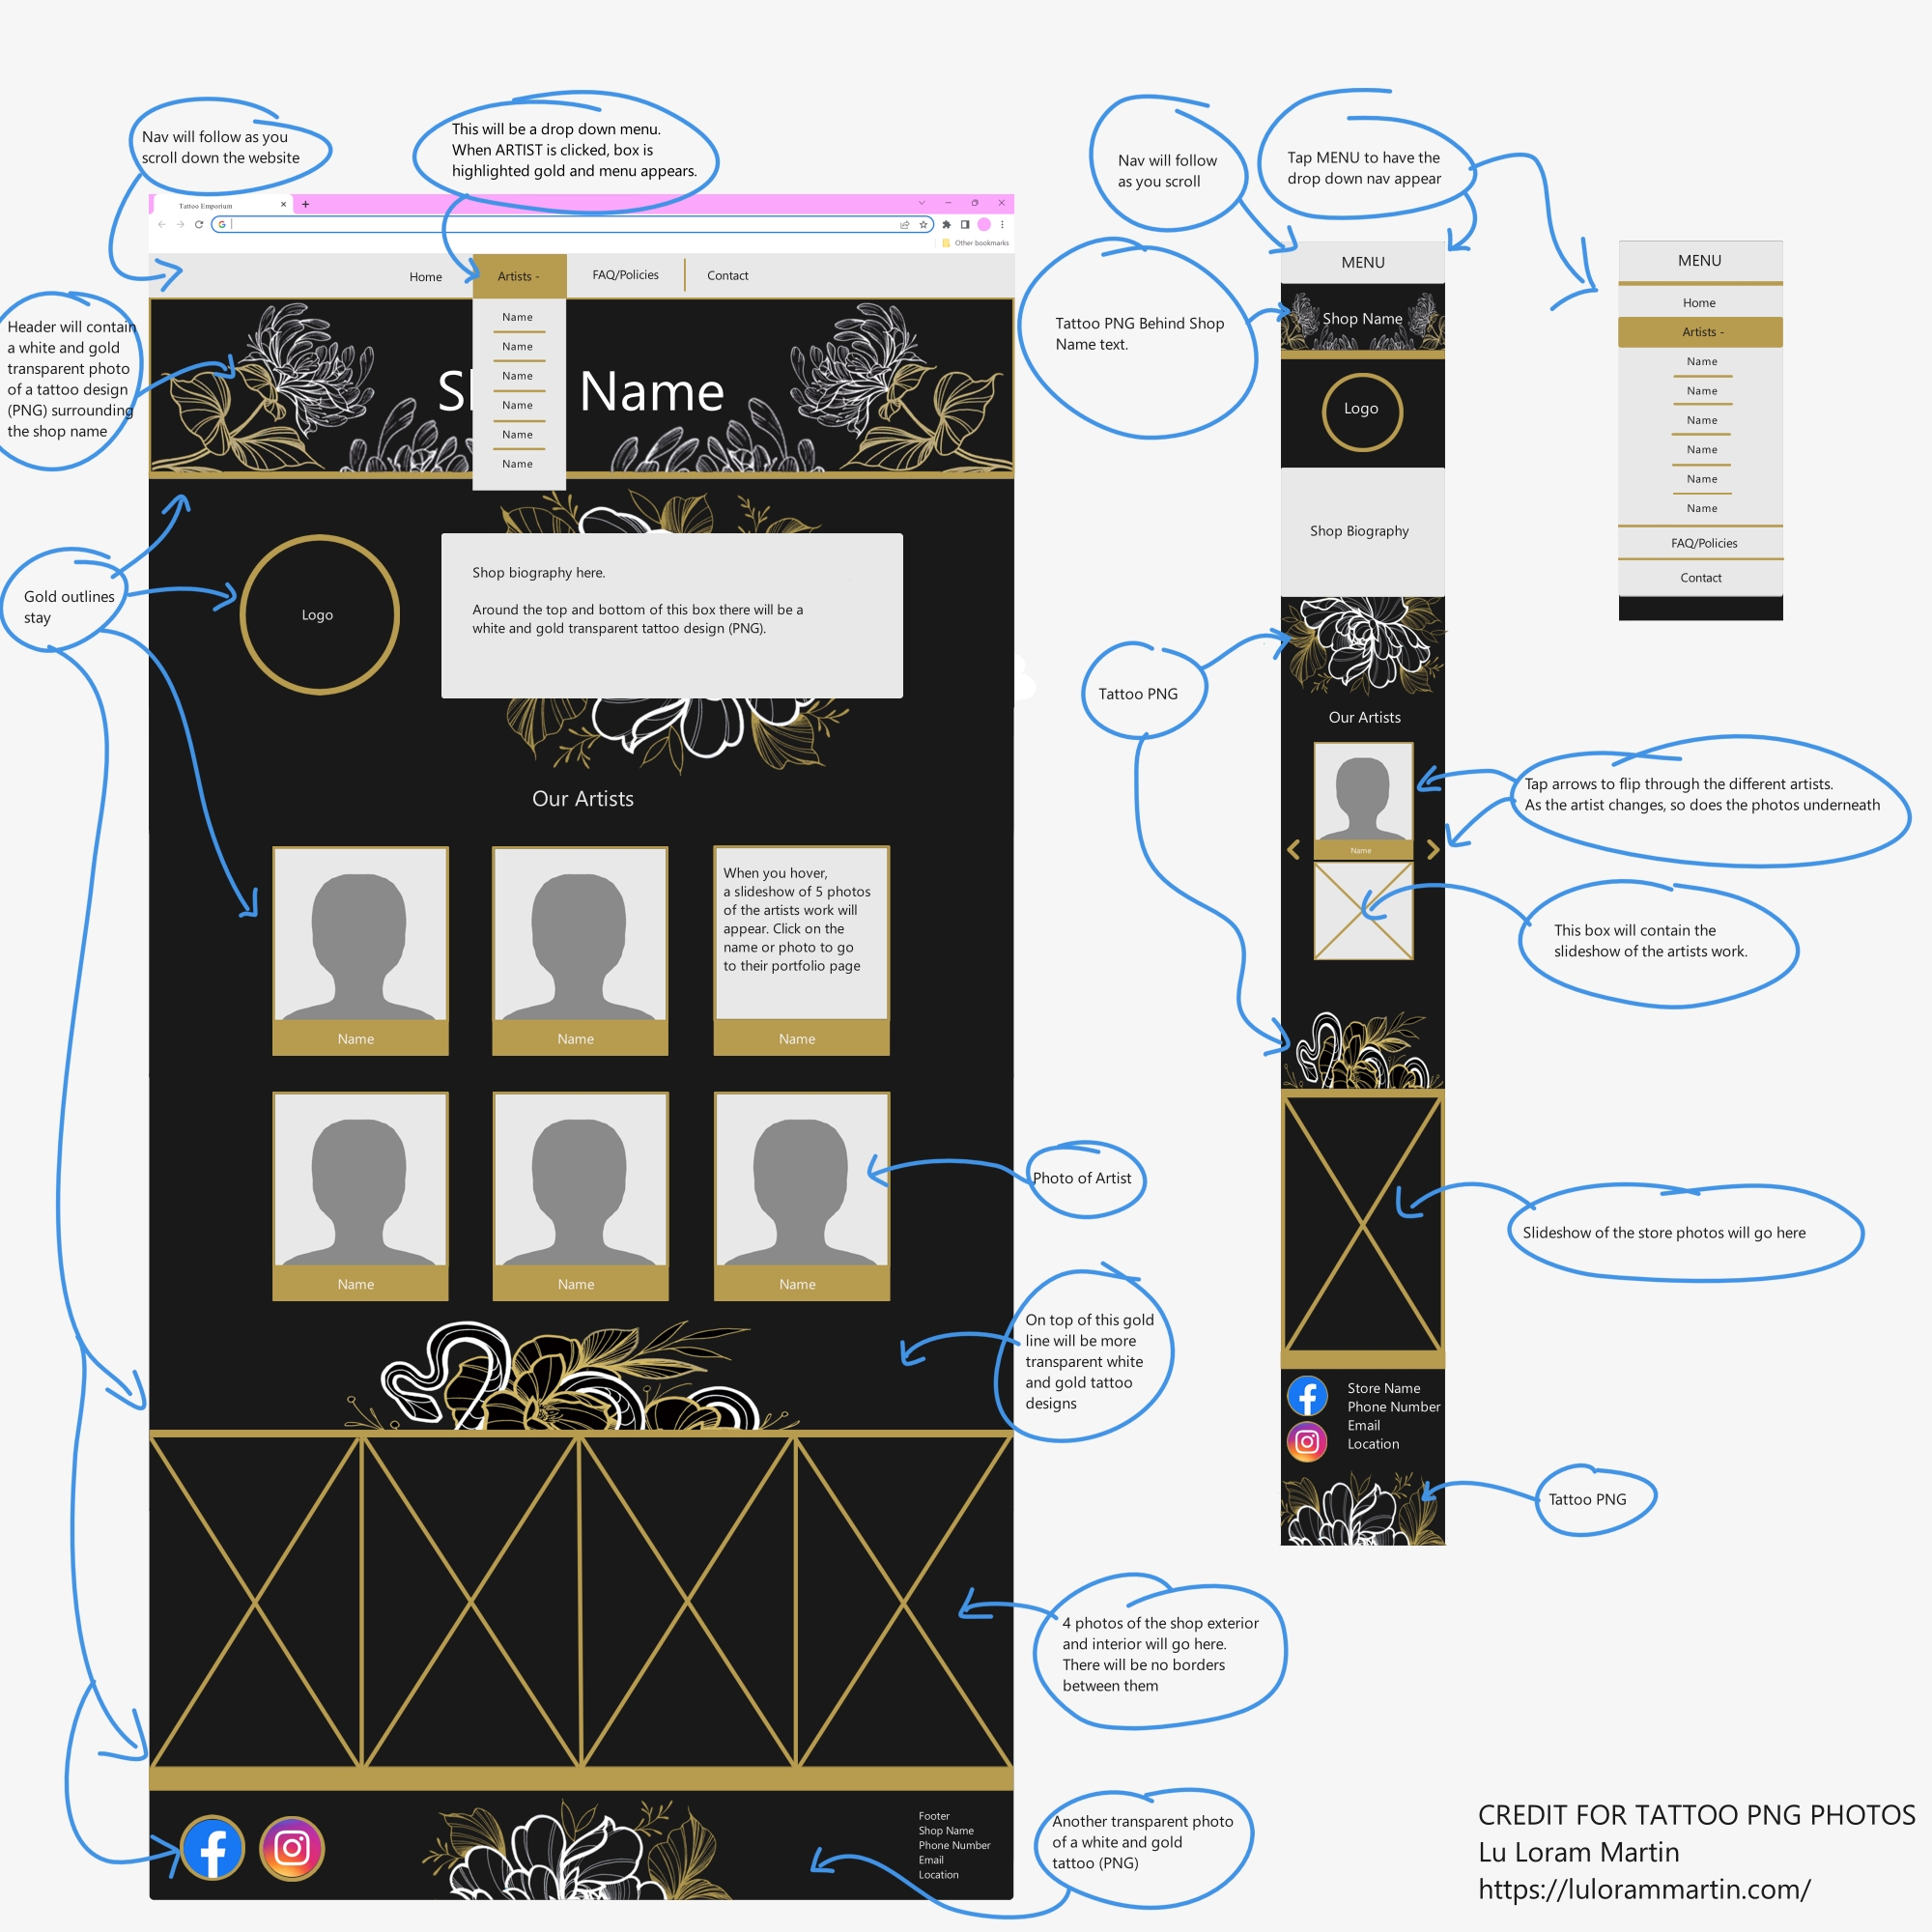 Nav will follow as you
scroll down the website
This will be a drop down menu.
When ARTIST is clicked, box is
highlighted gold and menu appears.
Tattoo Emporium
Other bookmarks
Home
Artists -
FAQ/Policies
Contact
Name
Name
Name
Name
Name
Name
Header will contain
a white and gold
transparent photo
of a tattoo design
(PNG) surrounding
the shop name
Name
Gold outlines
stay
Logo
Shop biography here.
Around the top and bottom of this box there will be a
white and gold transparent tattoo design (PNG).
Our Artists
When you hover,
a slideshow of 5 photos
of the artists work will
appear. Click on the
name or photo to go
to their portfolio page
Name
Name
Name
Name
Name
Name
Photo of Artist
On top of this gold
line will be more
transparent white
and gold tattoo
designs
4 photos of the shop exterior
and interior will go here.
There will be no borders
between them
Footer
Shop Name
Phone Number
Email
Location
Another transparent photo
of a white and gold
tattoo (PNG)
Nav will follow
as you scroll
Tap MENU to have the
drop down nav appear
MENU
Shop Name
Tattoo PNG Behind Shop
Name text.
Logo
Shop Biography
Tattoo PNG
Our Artists
Name
Tap arrows to flip through the different artists.
As the artist changes, so does the photos underneath
This box will contain the
slideshow of the artists work.
Slideshow of the store photos will go here
Store Name
Phone Number
Email
Location
Tattoo PNG
MENU
Home
Artists -
Name
Name
Name
Name
Name
Name
FAQ/Policies
Contact
CREDIT FOR TATTOO PNG PHOTOS
Lu Loram Martin
https://lulorammartin.com/